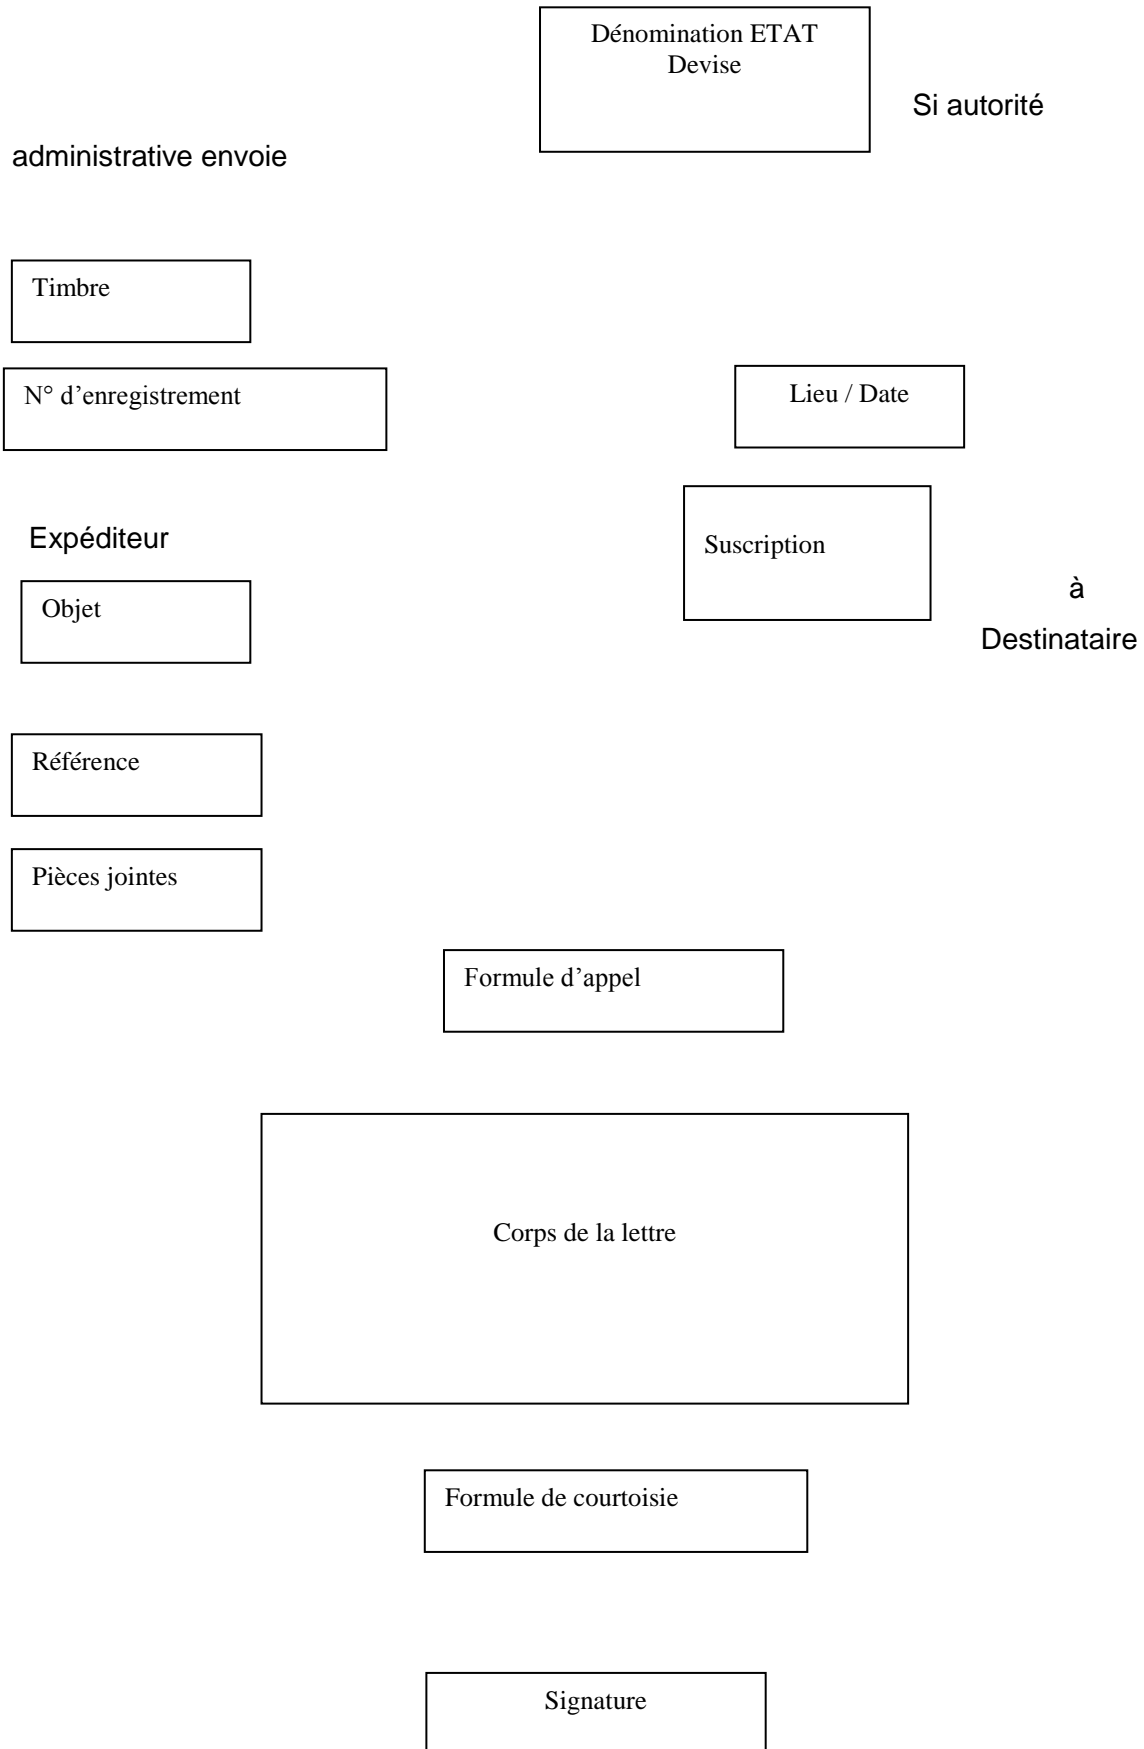 Dénomination ETAT
Devise
Si autorité
administrative envoie
Timbre
N° d’enregistrement
Lieu / Date
Expéditeur
Suscription
à
Objet
Destinataire
Référence
Pièces jointes
Formule d’appel
Corps de la lettre
Formule de courtoisie
Signature